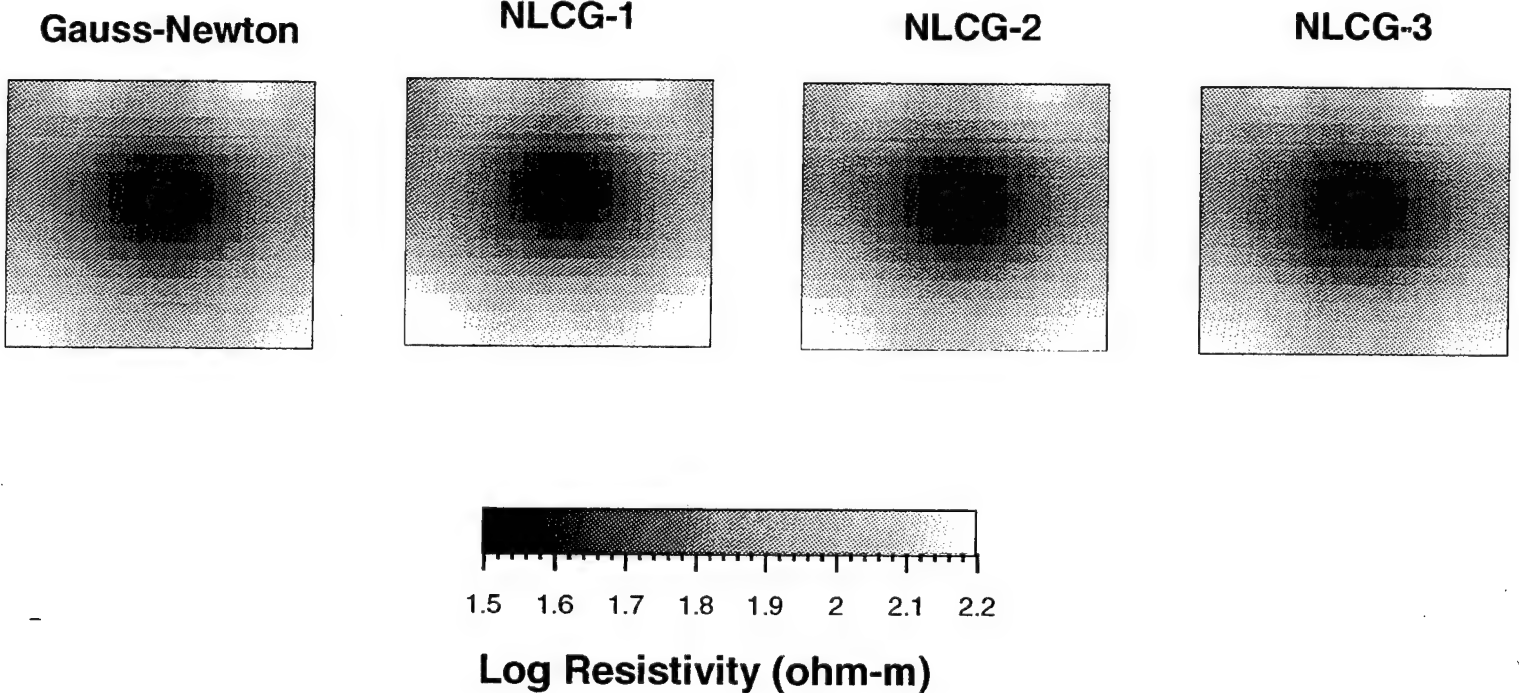 Gauss-Newton
NLCG-1
NLCG-2
NLCG-3
1.5 1.6 1.7 1.8 1.9 2 2.1 2.2
Log Resistivity (ohm-m)